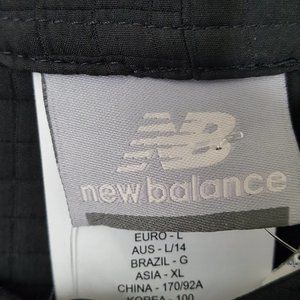 NB
new balance
EURO - L
AUS - L/14
BRAZIL - G
ASIA - XL
CHINA - 170/92A
KOREA - 100